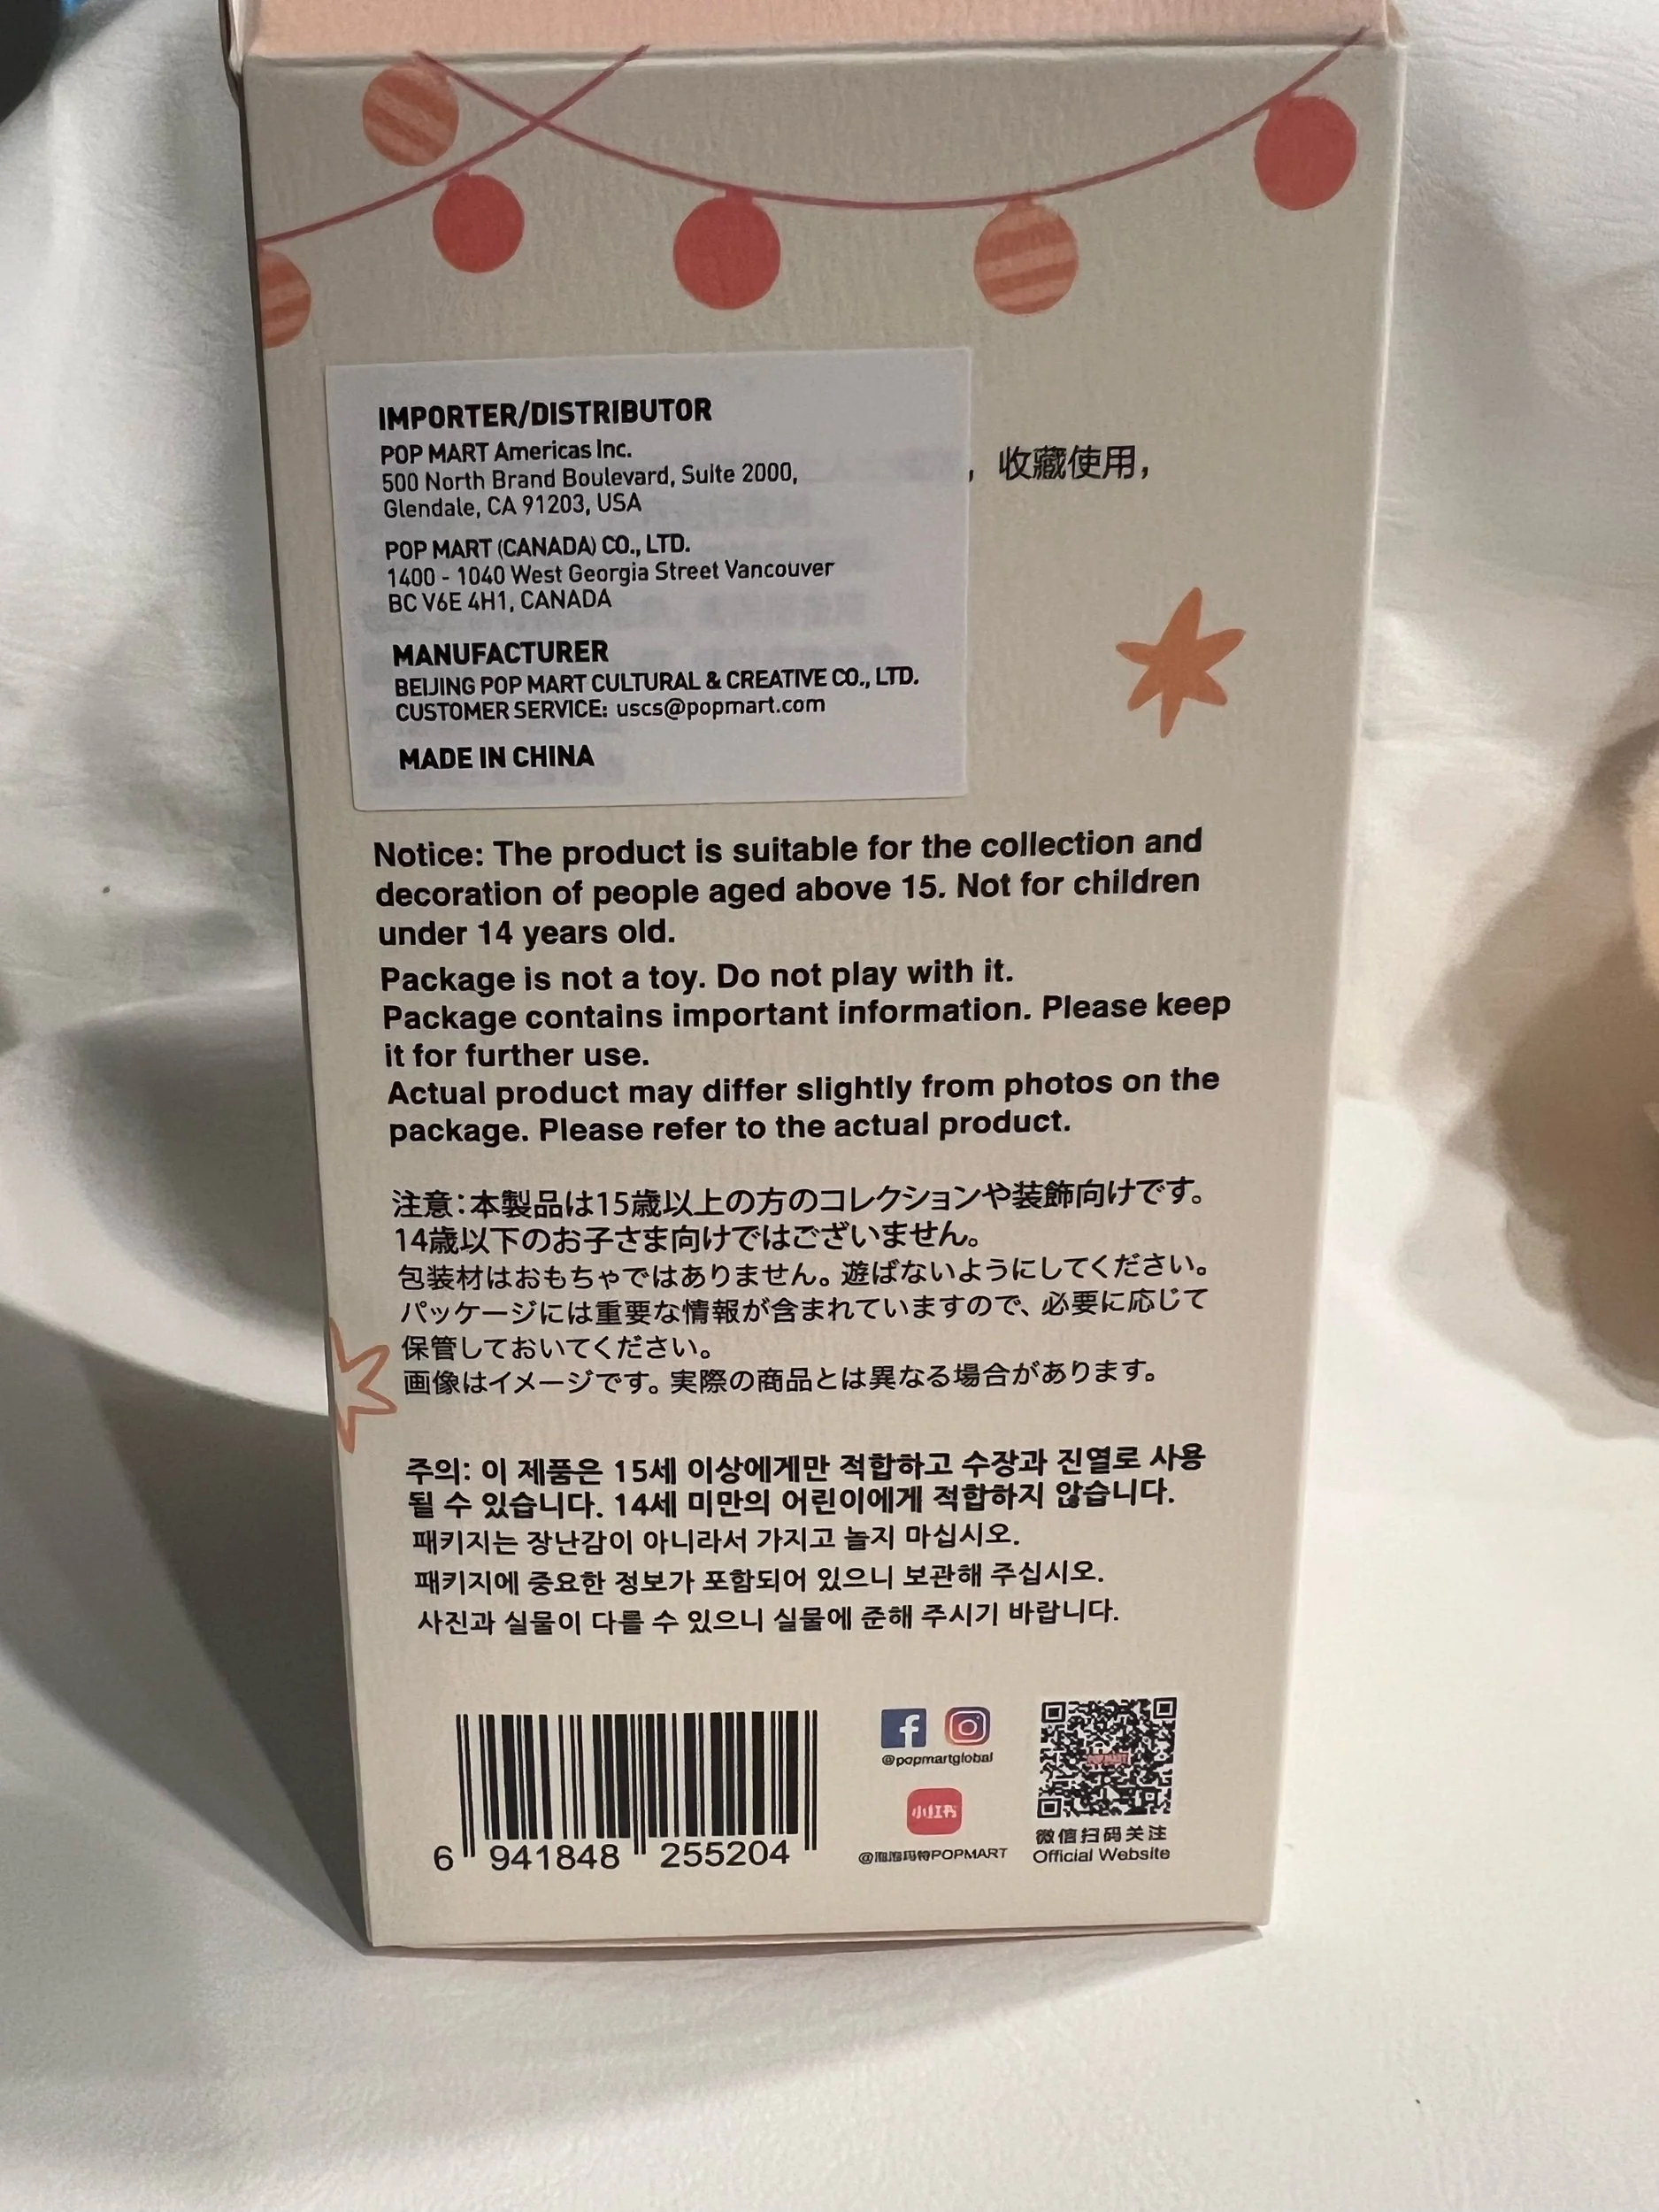 IMPORTER/DISTRIBUTOR
POP MART Americas Inc.
500 North Brand Boulevard, Suite 2000,
Glendale, CA 91203, USA
POP MART (CANADA) CO., LTD.
1400 - 1040 West Georgia Street Vancouver
BC V6E 4H1, CANADA
MANUFACTURER
BEIJING POP MART CULTURAL & CREATIVE CO., LTD.
CUSTOMER SERVICE: uscs@popmart.com
MADE IN CHINA
，收藏使用，
Notice: The product is suitable for the collection and
decoration of people aged above 15. Not for children
under 14 years old.
Package is not a toy. Do not play with it.
Package contains important information. Please keep
it for further use.
Actual product may differ slightly from photos on the
package. Please refer to the actual product.
注意：本製品は15歳以上の方のコレクションや装飾向けです。
14歳以下のお子さま向けではございません。
包装材はおもちゃではありません。遊ばないようにしてください。
パッケージには重要な情報が含まれていますので、必要に応じて
保管しておいてください。
画像はイメージです。実際の商品とは異なる場合があります。
주의: 이 제품은 15세 이상에게만 적합하고 수장과 진열로 사용
될 수 있습니다. 14세 미만의 어린이에게 적합하지 않습니다.
패키지는 장난감이 아니라서 가지고 놀지 마십시오.
패키지에 중요한 정보가 포함되어 있으니 보관해 주십시오.
사진과 실물이 다를 수 있으니 실물에 준해 주시기 바랍니다.
6 941848 255204
@popmartglobal
小红书
@泡泡玛特POPMART
POP MART
微信扫码关注
Official Website